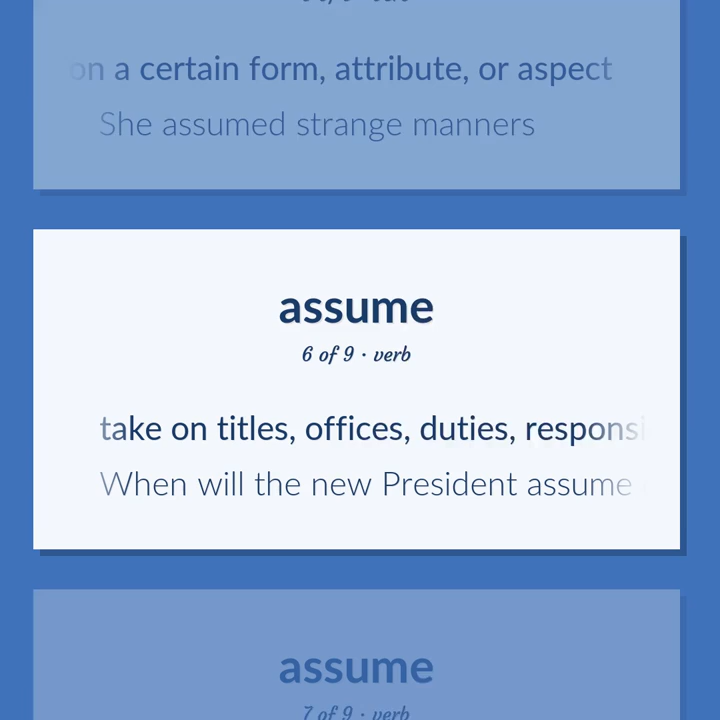 on a certain form, attribute, or aspect
She assumed strange manners
assume
6 of 9 · verb
take on titles, offices, duties,
When will the new President assume
assume
7 of 9 · verb